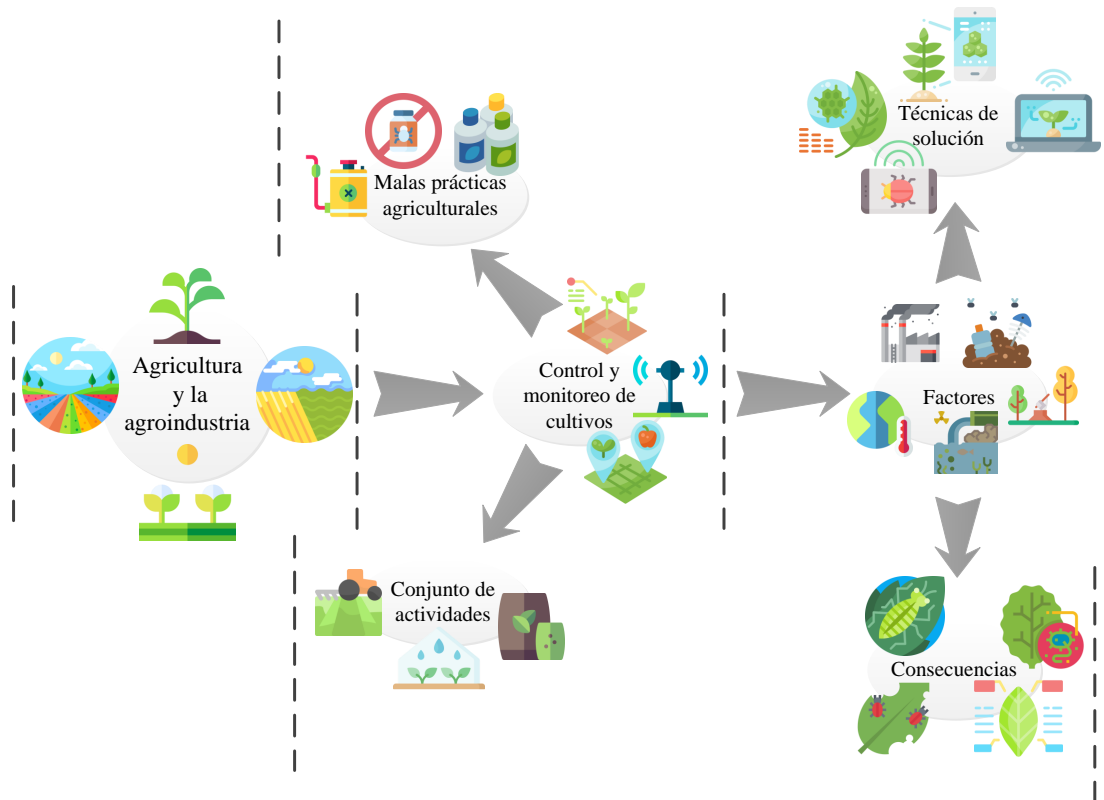 Técnicas de
solución
Malas prácticas
agriculturales
Agricultura
y la
agroindustria
Control y
monitoreo de
cultivos
Factores
Conjunto de
actividades
Consecuencias